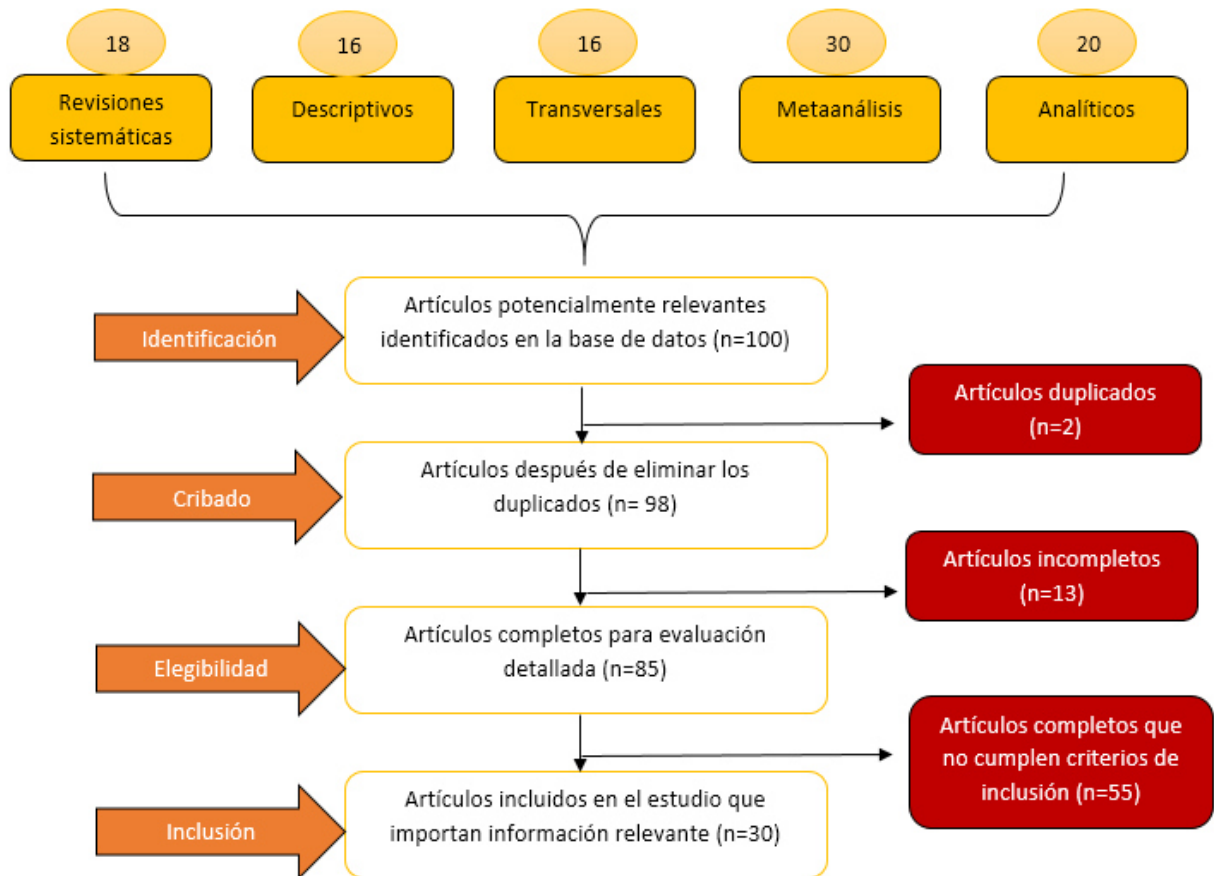 18
16
16
30
20
Revisiones
sistemáticas
Descriptivos
Transversales
Metaanálisis
Analíticos
Artículos potencialmente relevantes
identificados en la base de datos (n=100)
Identificación
Artículos duplicados
(n=2)
Artículos después de eliminar los
duplicados (n= 98)
Cribado
Artículos incompletos
(n=13)
Artículos completos para evaluación
detallada (n=85)
Elegibilidad
Artículos completos que
no cumplen criterios de
inclusión (n=55)
Artículos incluidos en el estudio que
importan información relevante (n=30)
Inclusión